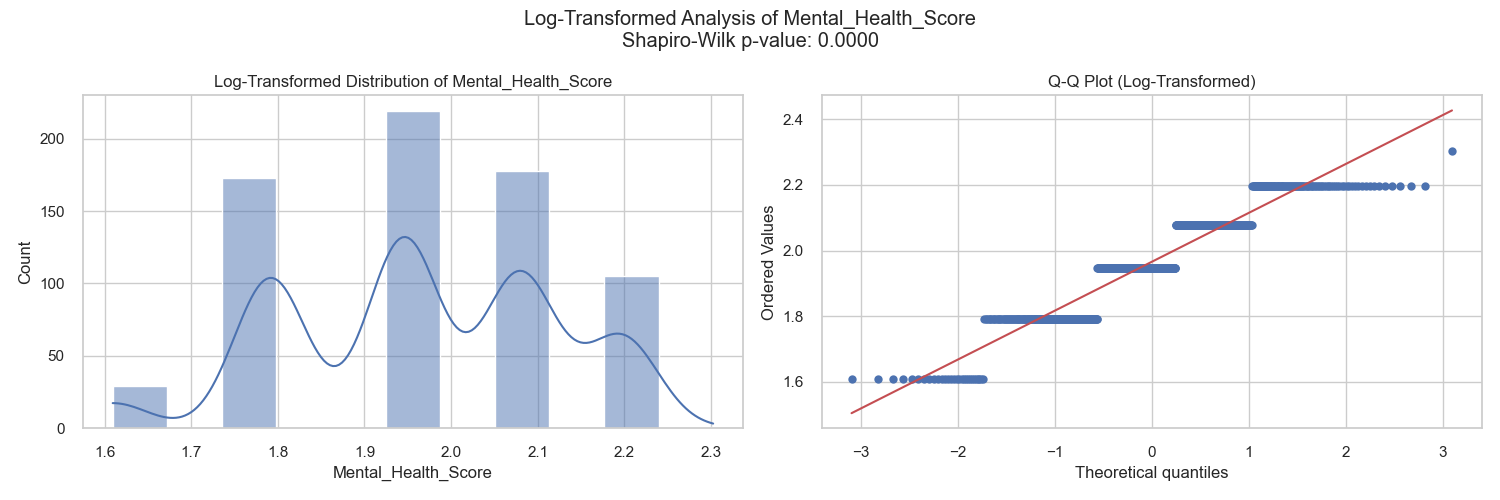 Log-Transformed Analysis of Mental_Health_Score
Shapiro-Wilk p-value: 0.0000
Log-Transformed Distribution of Mental_Health_Score
Count
200
150
100
50
0
1.6 1.7 1.8 1.9 2.0 2.1 2.2 2.3
Mental_Health_Score
Q-Q Plot (Log-Transformed)
Ordered Values
2.4
2.2
2.0
1.8
1.6
−3 −2 −1 0 1 2 3
Theoretical quantiles